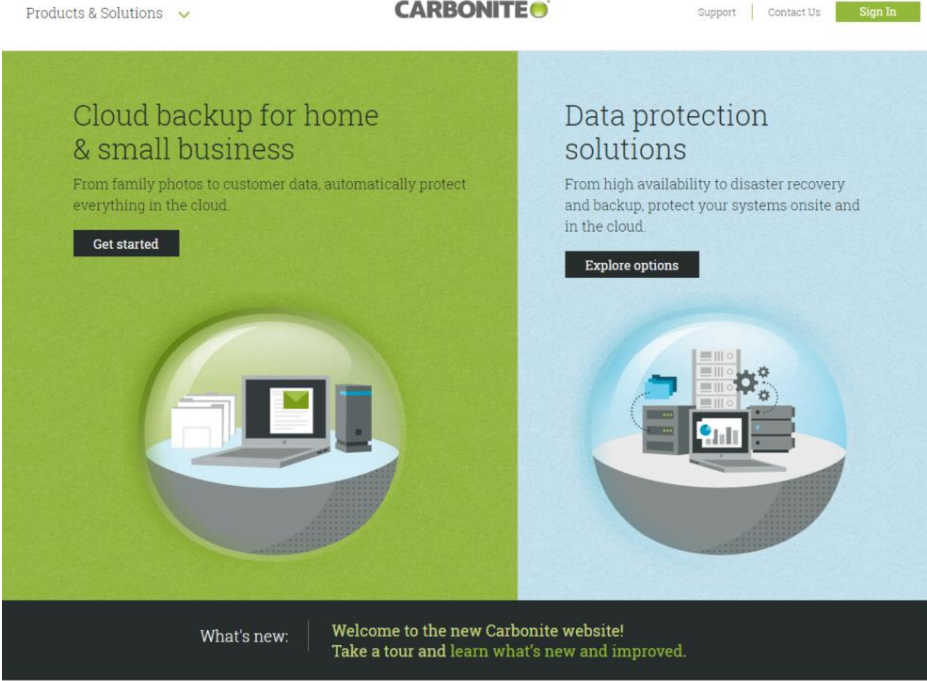 Products & Solutions
CARBONITE
Support
Contact Us
Sign In
Cloud backup for home
& small business
From family photos to customer data, automatically protect
everything in the cloud.
Get started
Data protection
solutions
From high availability to disaster recovery
and backup, protect your systems onsite and
in the cloud.
Explore options
What's new:
Welcome to the new Carbonite website!
Take a tour and learn what's new and improved.